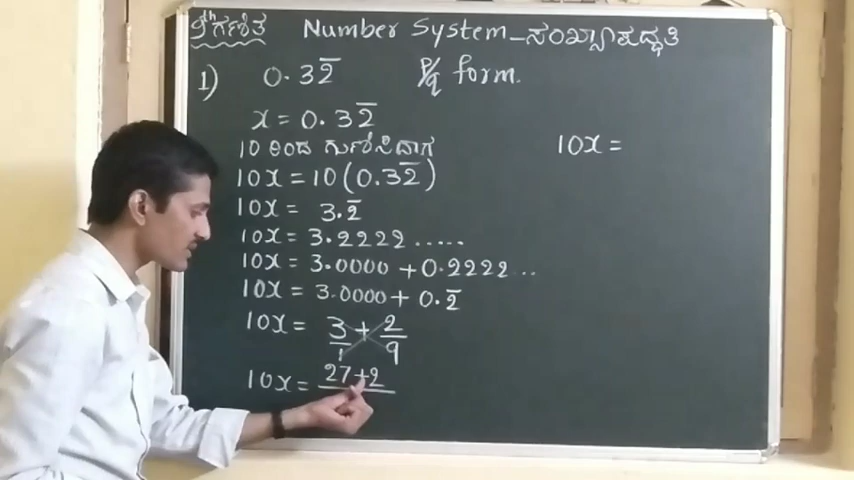 9th ಗಣಿತ Number System - ಸಂಖ್ಯಾಪದ್ಧತಿ
1) 0.32̅ P/q form.
x = 0.32̅
10 ರಿಂದ ಗುಣಿಸಿದಾಗ
10x = 10(0.32̅)
10x = 3.2̅
10x = 3.2222.....
10x = 3.0000 + 0.2222...
10x = 3.0000 + 0.2̅
10x = 3/1 + 2/9
10x = 27+2
10x =